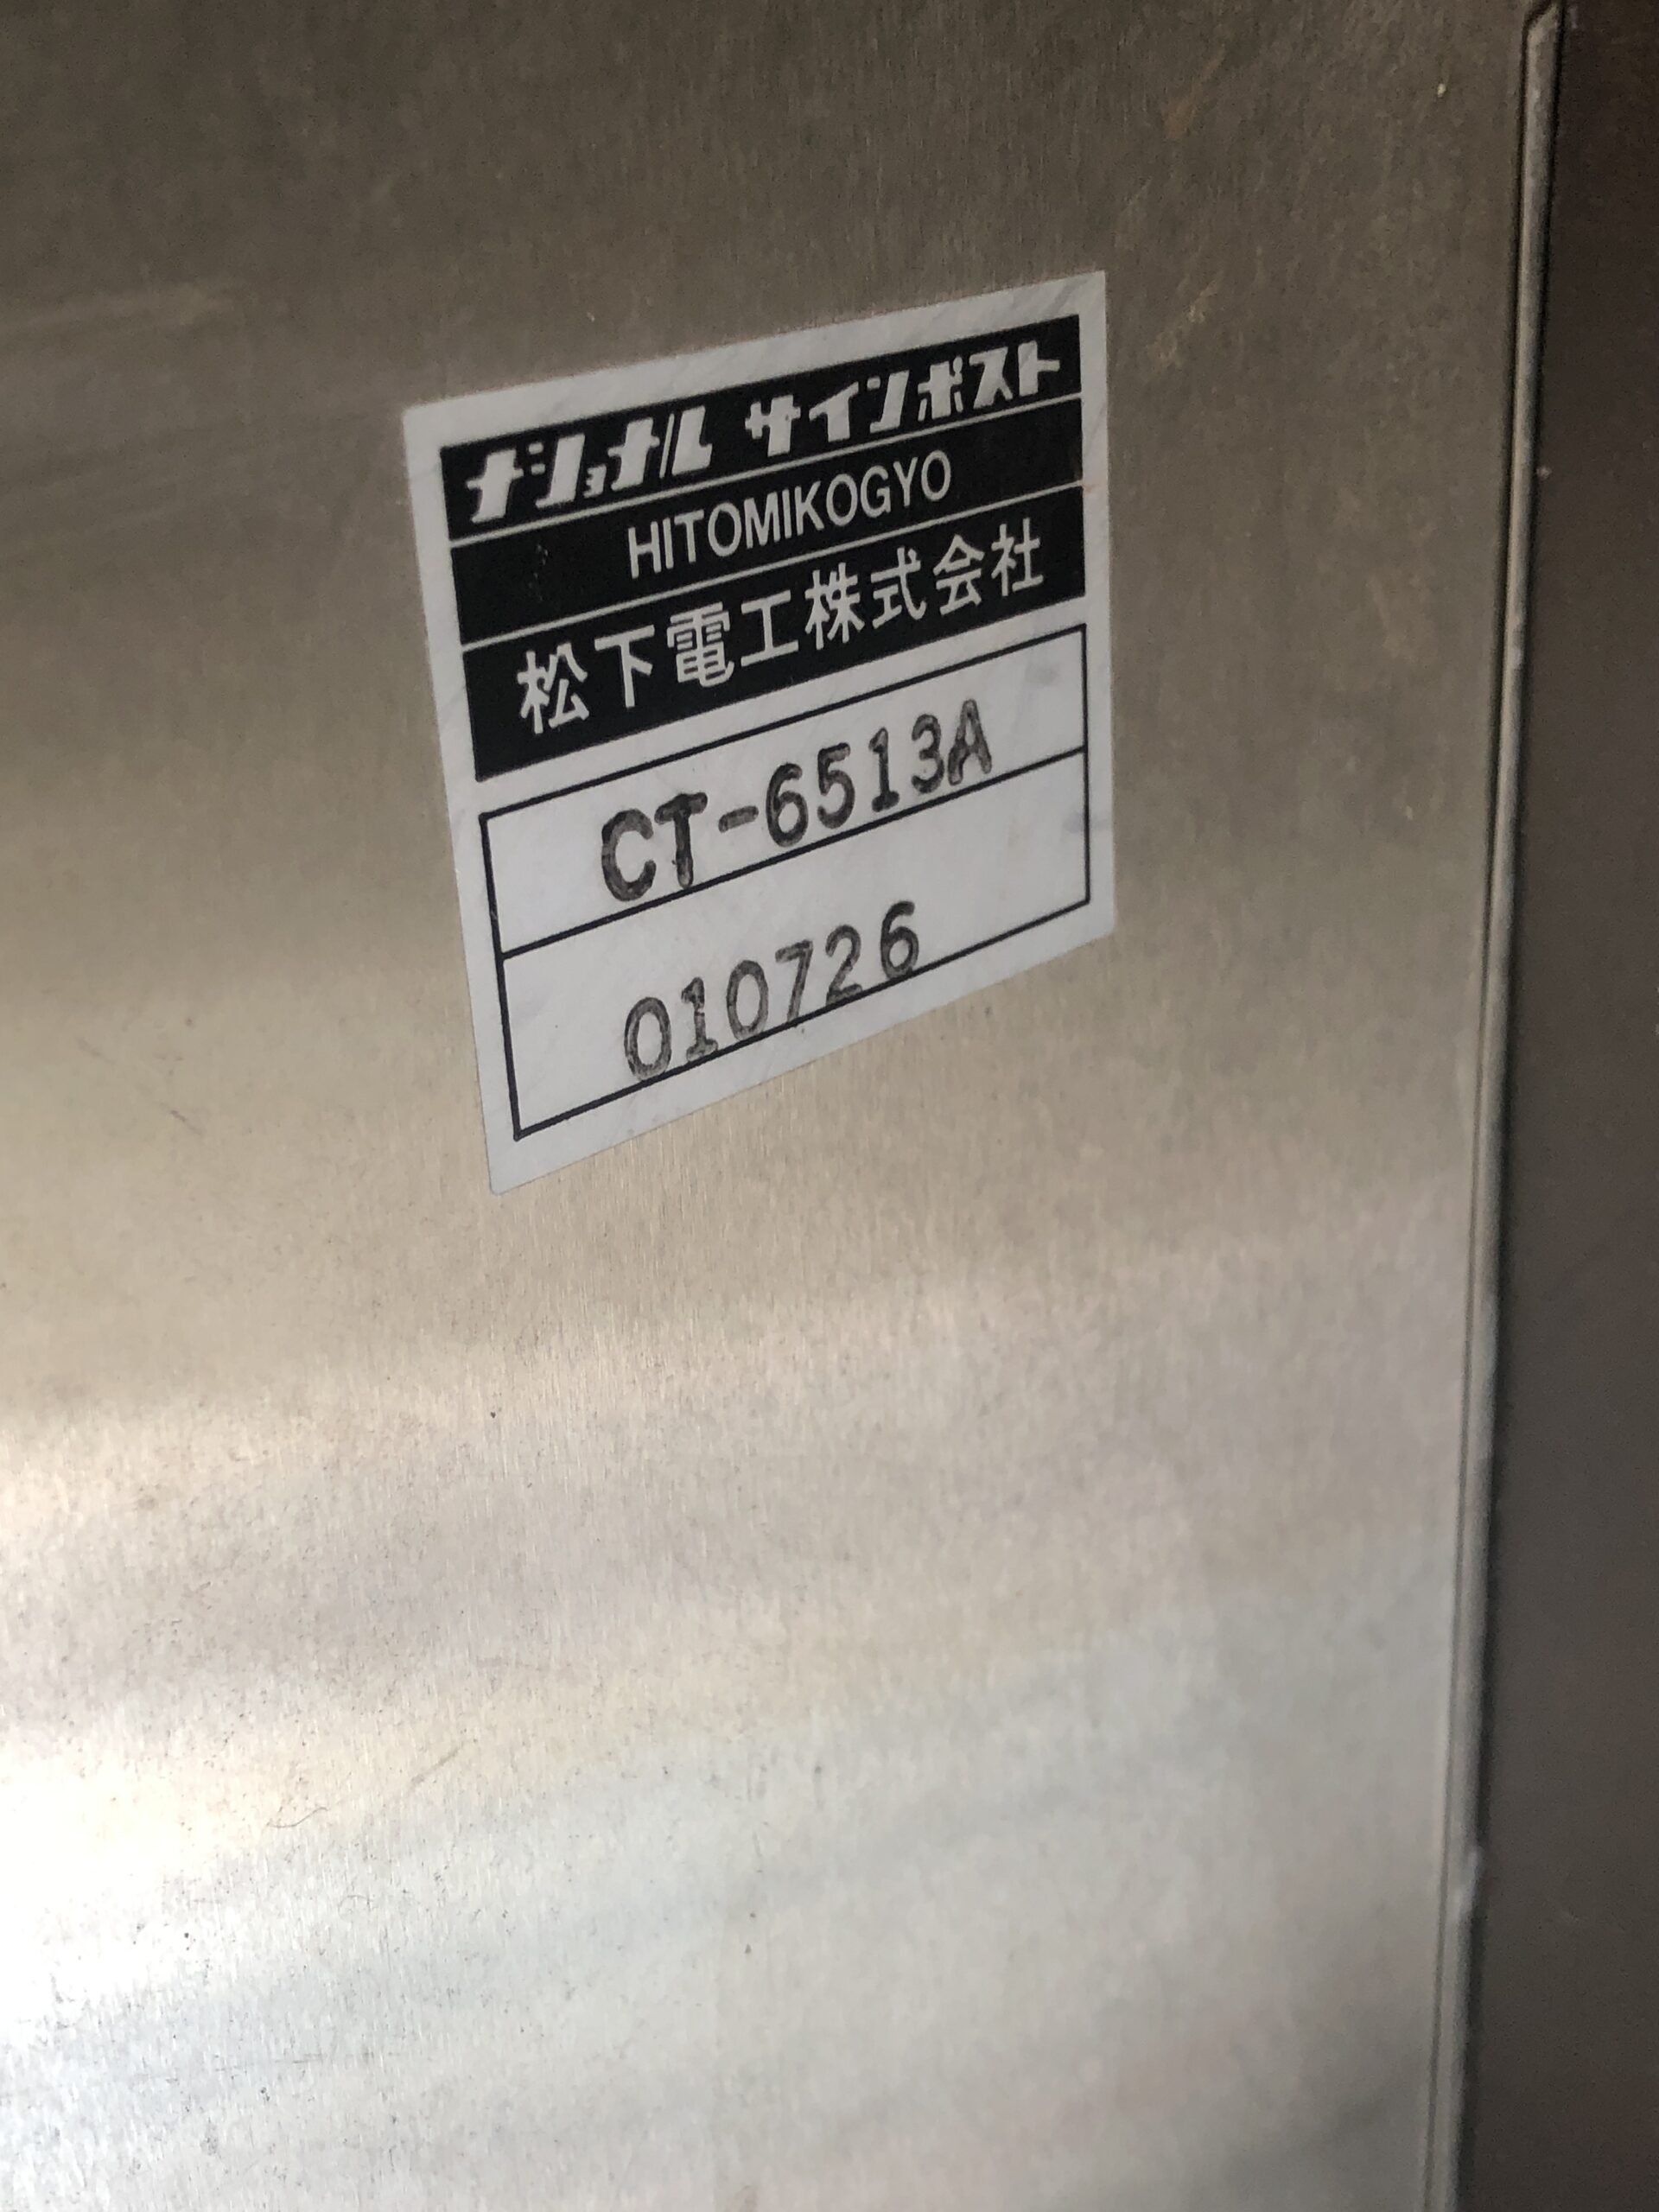 ナショナル サインポスト
HITOMIKOGYO
松下電工株式会社
CT-6513A
010726